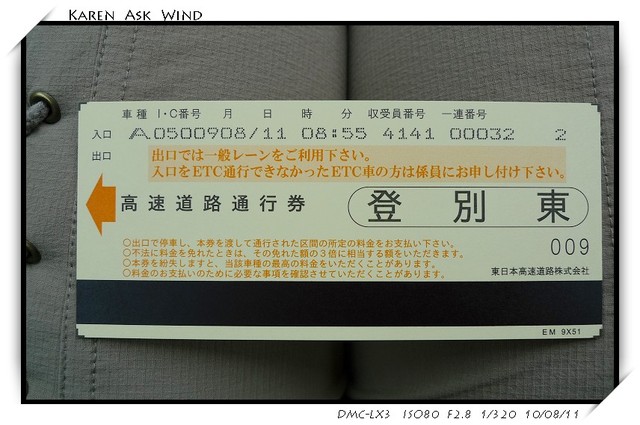 Karen Ask Wind
車種 I・C番号 月 日 時 分 収受員番号 一連番号
入口 A0500908/11 08:55 4141 00032 2
出口 出口では一般レーンをご利用下さい。
入口をETC通行できなかったETC車の方は係員にお申し付け下さい。
高速道路通行券 登別東
009
○出口で停車し、本券を渡して通行された区間の所定の料金をお支払い下さい。
○不法に料金を免れたときは、その免れた額の3倍に相当する額をいただきます。
○本券を紛失しますと、当該車種の最高の料金をいただくことがあります。
○料金のお支払いのために必要な事項を確認させていただくことがあります。
東日本高速道路株式会社
EM 9X51
DMC-LX3 ISO80 F2.8 1/320 10/08/11